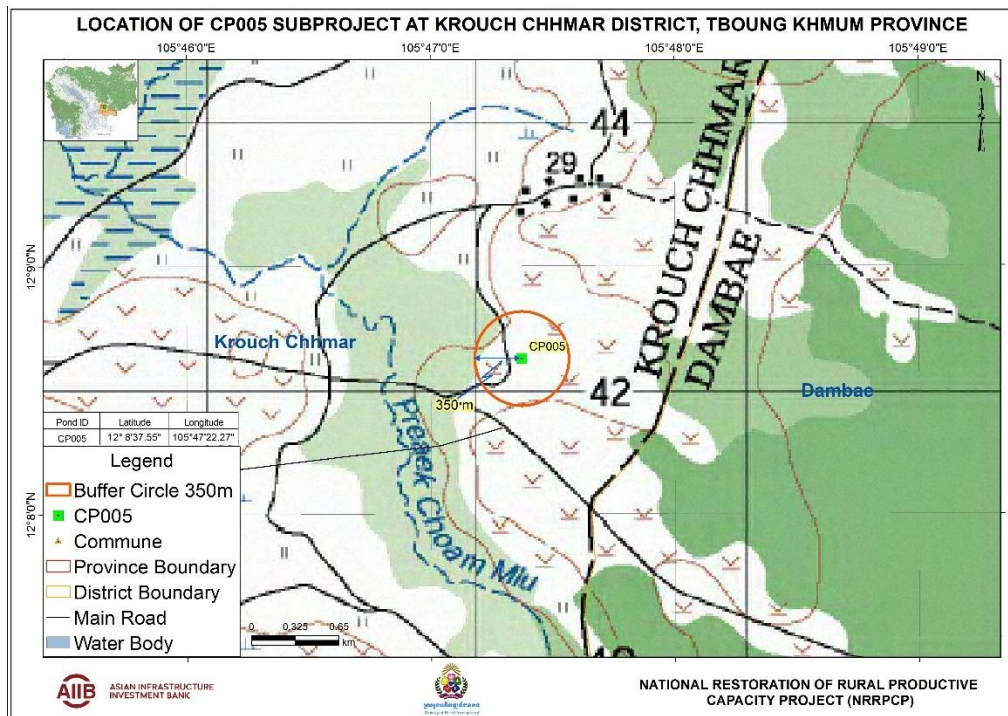 LOCATION OF CP005 SUBPROJECT AT KROUCH CHHMAR DISTRICT, TBOUNG KHMUM PROVINCE
105°46'0"E 105°47'0"E 105°48'0"E 105°49'0"E
N
44
29
KROUCH CHHMAR
DAMBAE
12°9'0"N
Krouch Chhmar
CP005
350 m
42
Dambae
Preaek Choam Mlu
12°8'0"N
Pond ID Latitude Longitude
CP005 12° 8'37.55" 105°47'22.27"
Legend
Buffer Circle 350m
CP005
Commune
Province Boundary
District Boundary
Main Road
Water Body
0 0.325 0.65
km
AIIB ASIAN INFRASTRUCTURE
INVESTMENT BANK
NATIONAL RESTORATION OF RURAL PRODUCTIVE
CAPACITY PROJECT (NRRPCP)